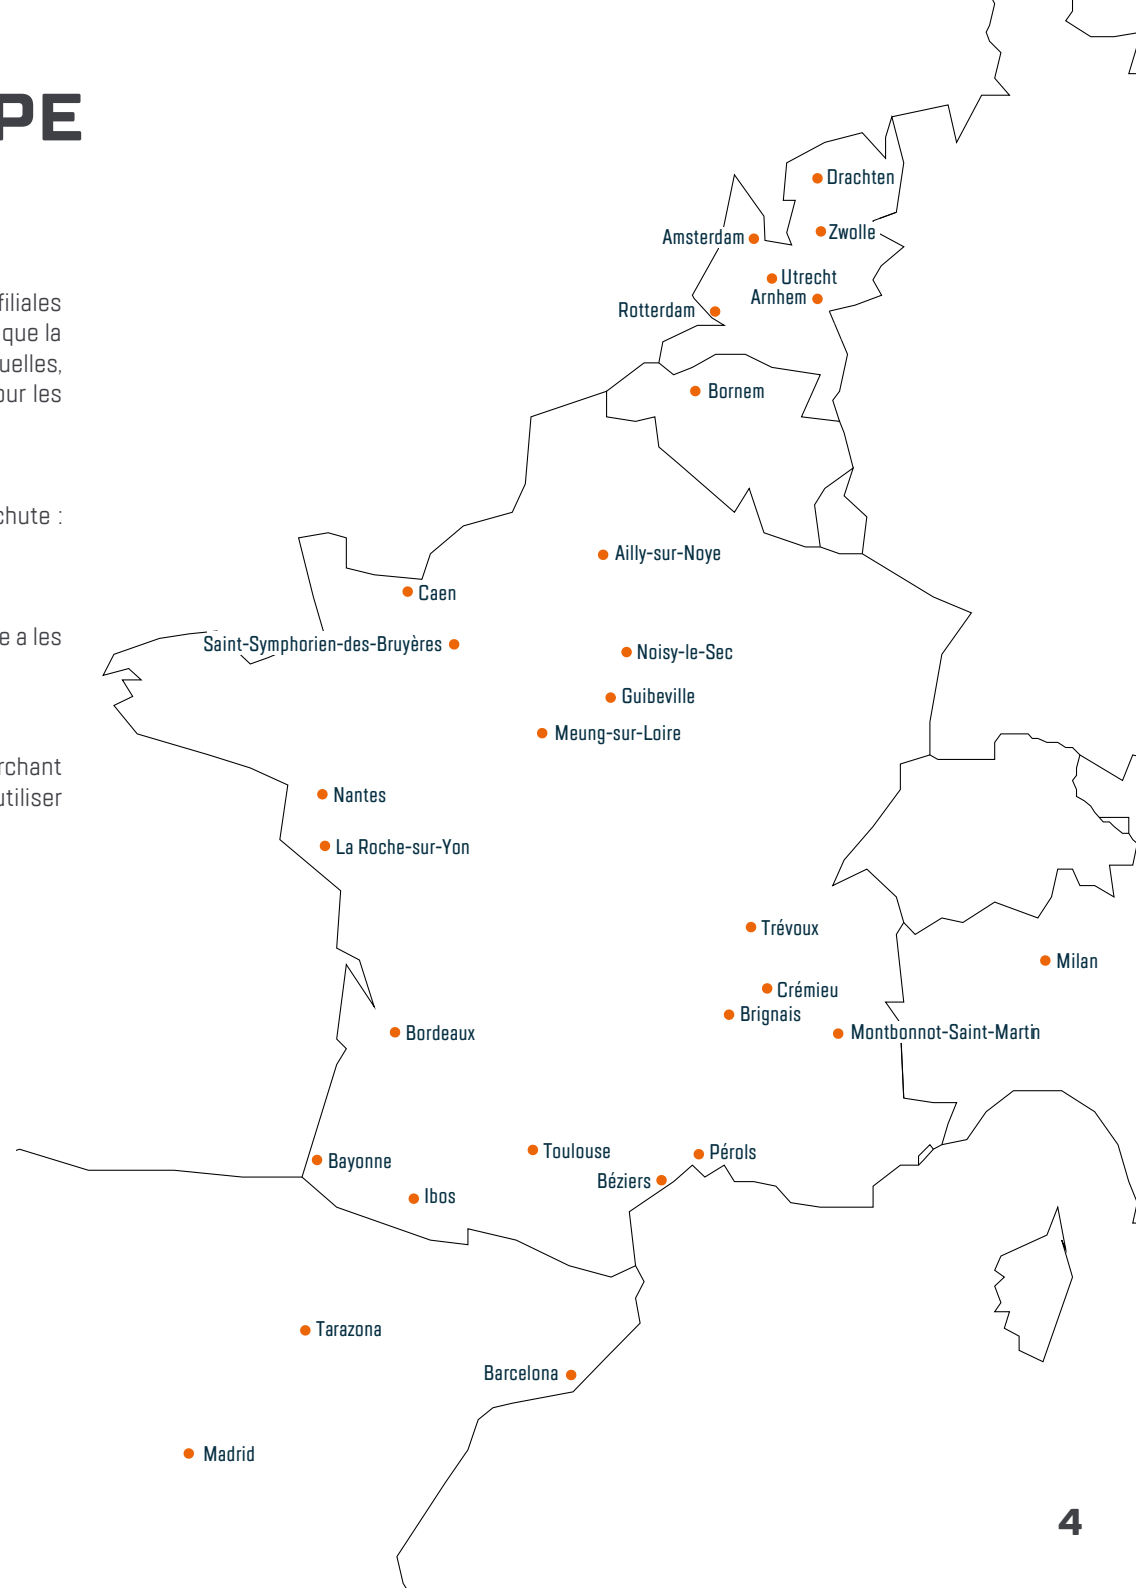 PE
filiales
que la
uelles,
our les
chute :
e a les
rchant
utiliser
Drachten
Zwolle
Amsterdam
Utrecht
Arnhem
Rotterdam
Bornem
Ailly-sur-Noye
Caen
Saint-Symphorien-des-Bruyères
Noisy-le-Sec
Guibeville
Meung-sur-Loire
Nantes
La Roche-sur-Yon
Trévoux
Milan
Crémieu
Brignais
Montbonnot-Saint-Martin
Bordeaux
Toulouse
Pérols
Bayonne
Béziers
Ibos
Tarazona
Barcelona
Madrid
4